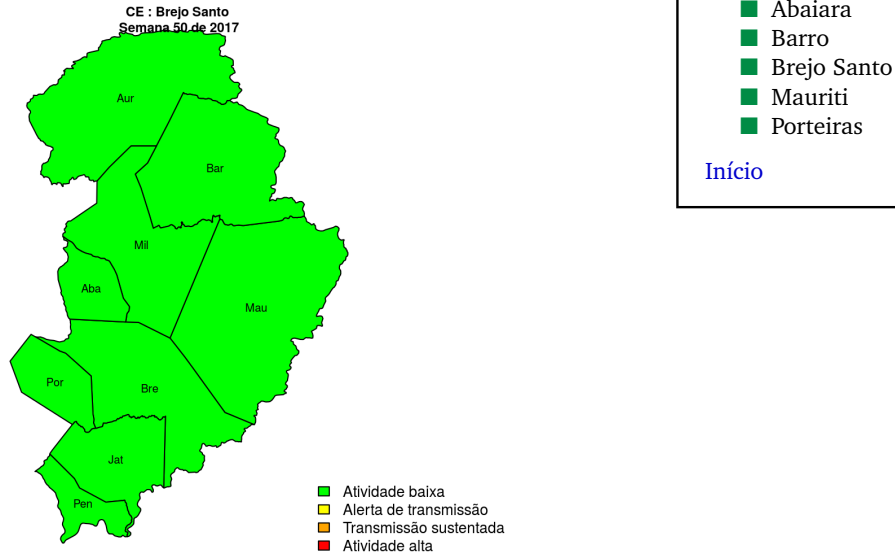 CE : Brejo Santo
Semana 50 de 2017
Aur
Bar
Mil
Aba
Mau
Por
Bre
Jat
Pen
Atividade baixa
Alerta de transmissão
Transmissão sustentada
Atividade alta
Abaiara
Barro
Brejo Santo
Mauriti
Porteiras
Início